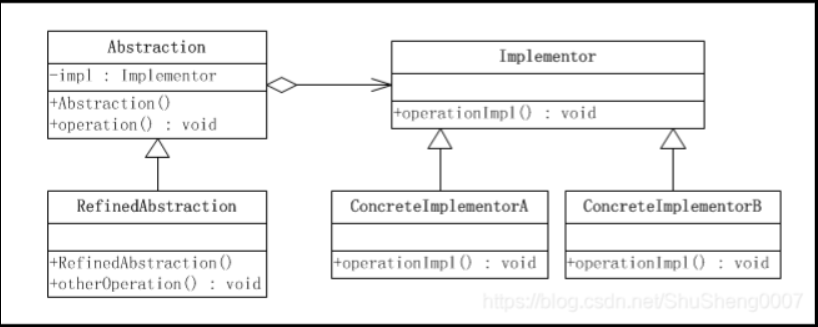 Abstraction
-impl : Implementor
+Abstraction()
+operation() : void
Implementor
+operationImpl() : void
RefinedAbstraction
+RefinedAbstraction()
+otherOperation() : void
ConcreteImplementorA
+operationImpl() : void
ConcreteImplementorB
+operationImpl() : void
https://blog.csdn.net/ShuSheng0007